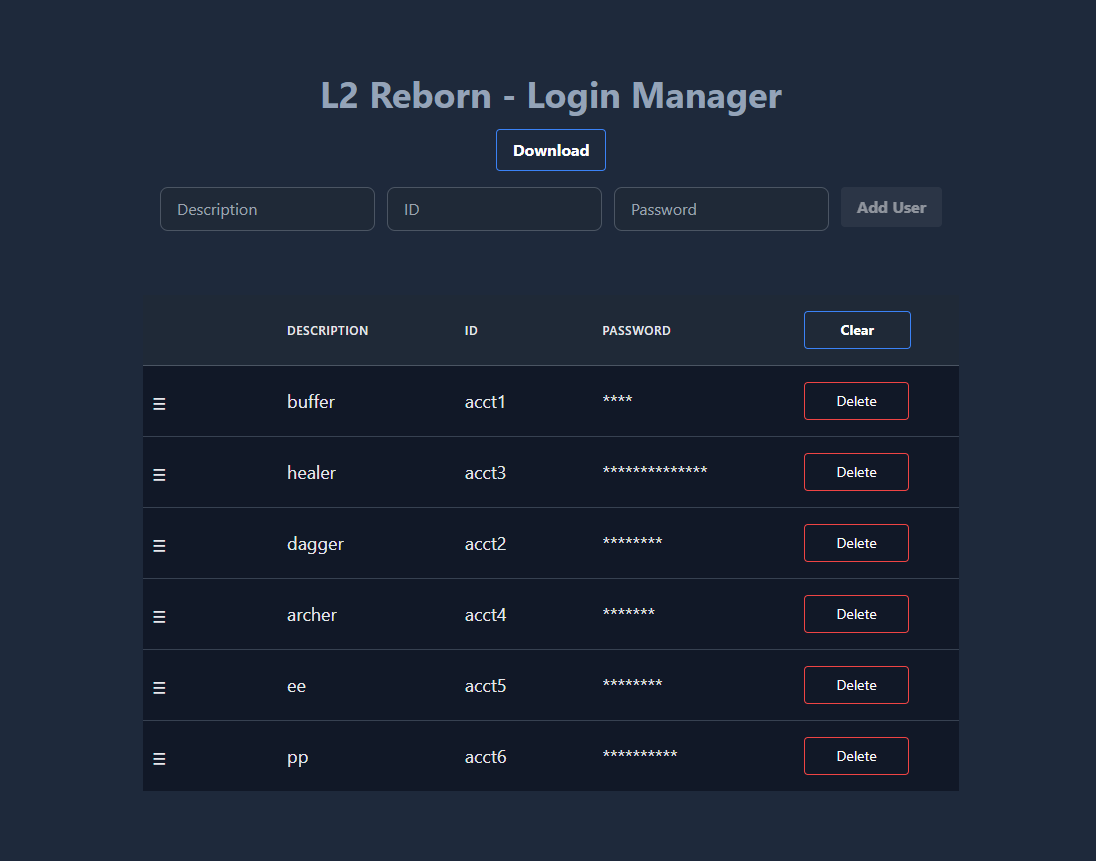 L2 Reborn - Login Manager
Download
Description ID Password Add User
DESCRIPTION ID PASSWORD Clear
buffer acct1 **** Delete
healer acct3 ************** Delete
dagger acct2 ******** Delete
archer acct4 ******* Delete
ee acct5 ******** Delete
pp acct6 ********** Delete